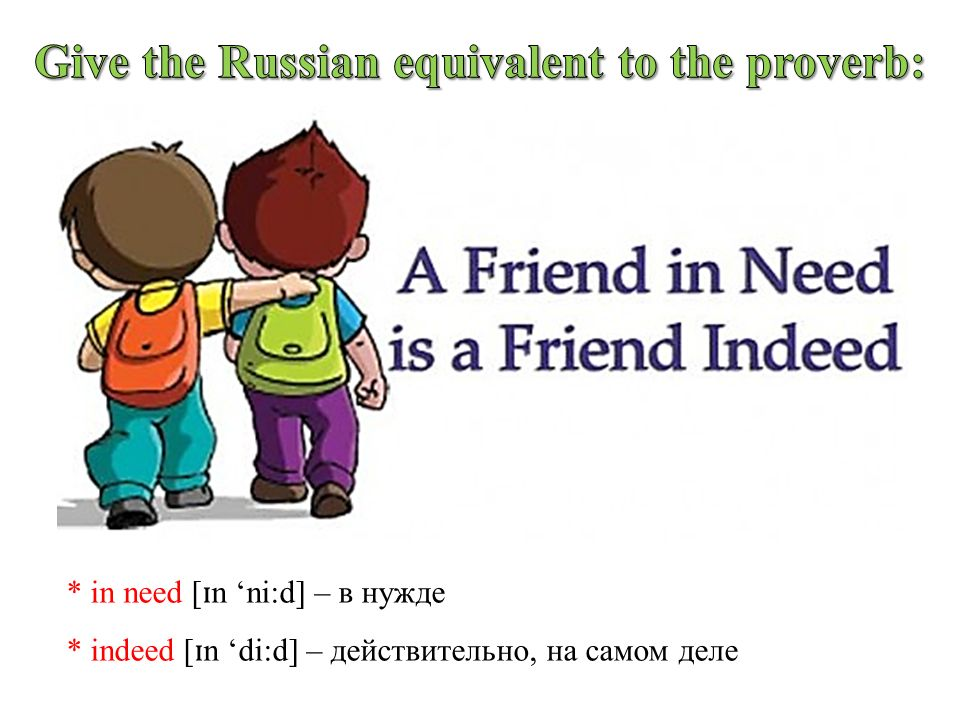 Give the Russian equivalent to the proverb:
A Friend in Need
is a Friend Indeed
* in need [ɪn ‘ni:d] – в нужде
* indeed [ɪn ‘di:d] – действительно, на самом деле